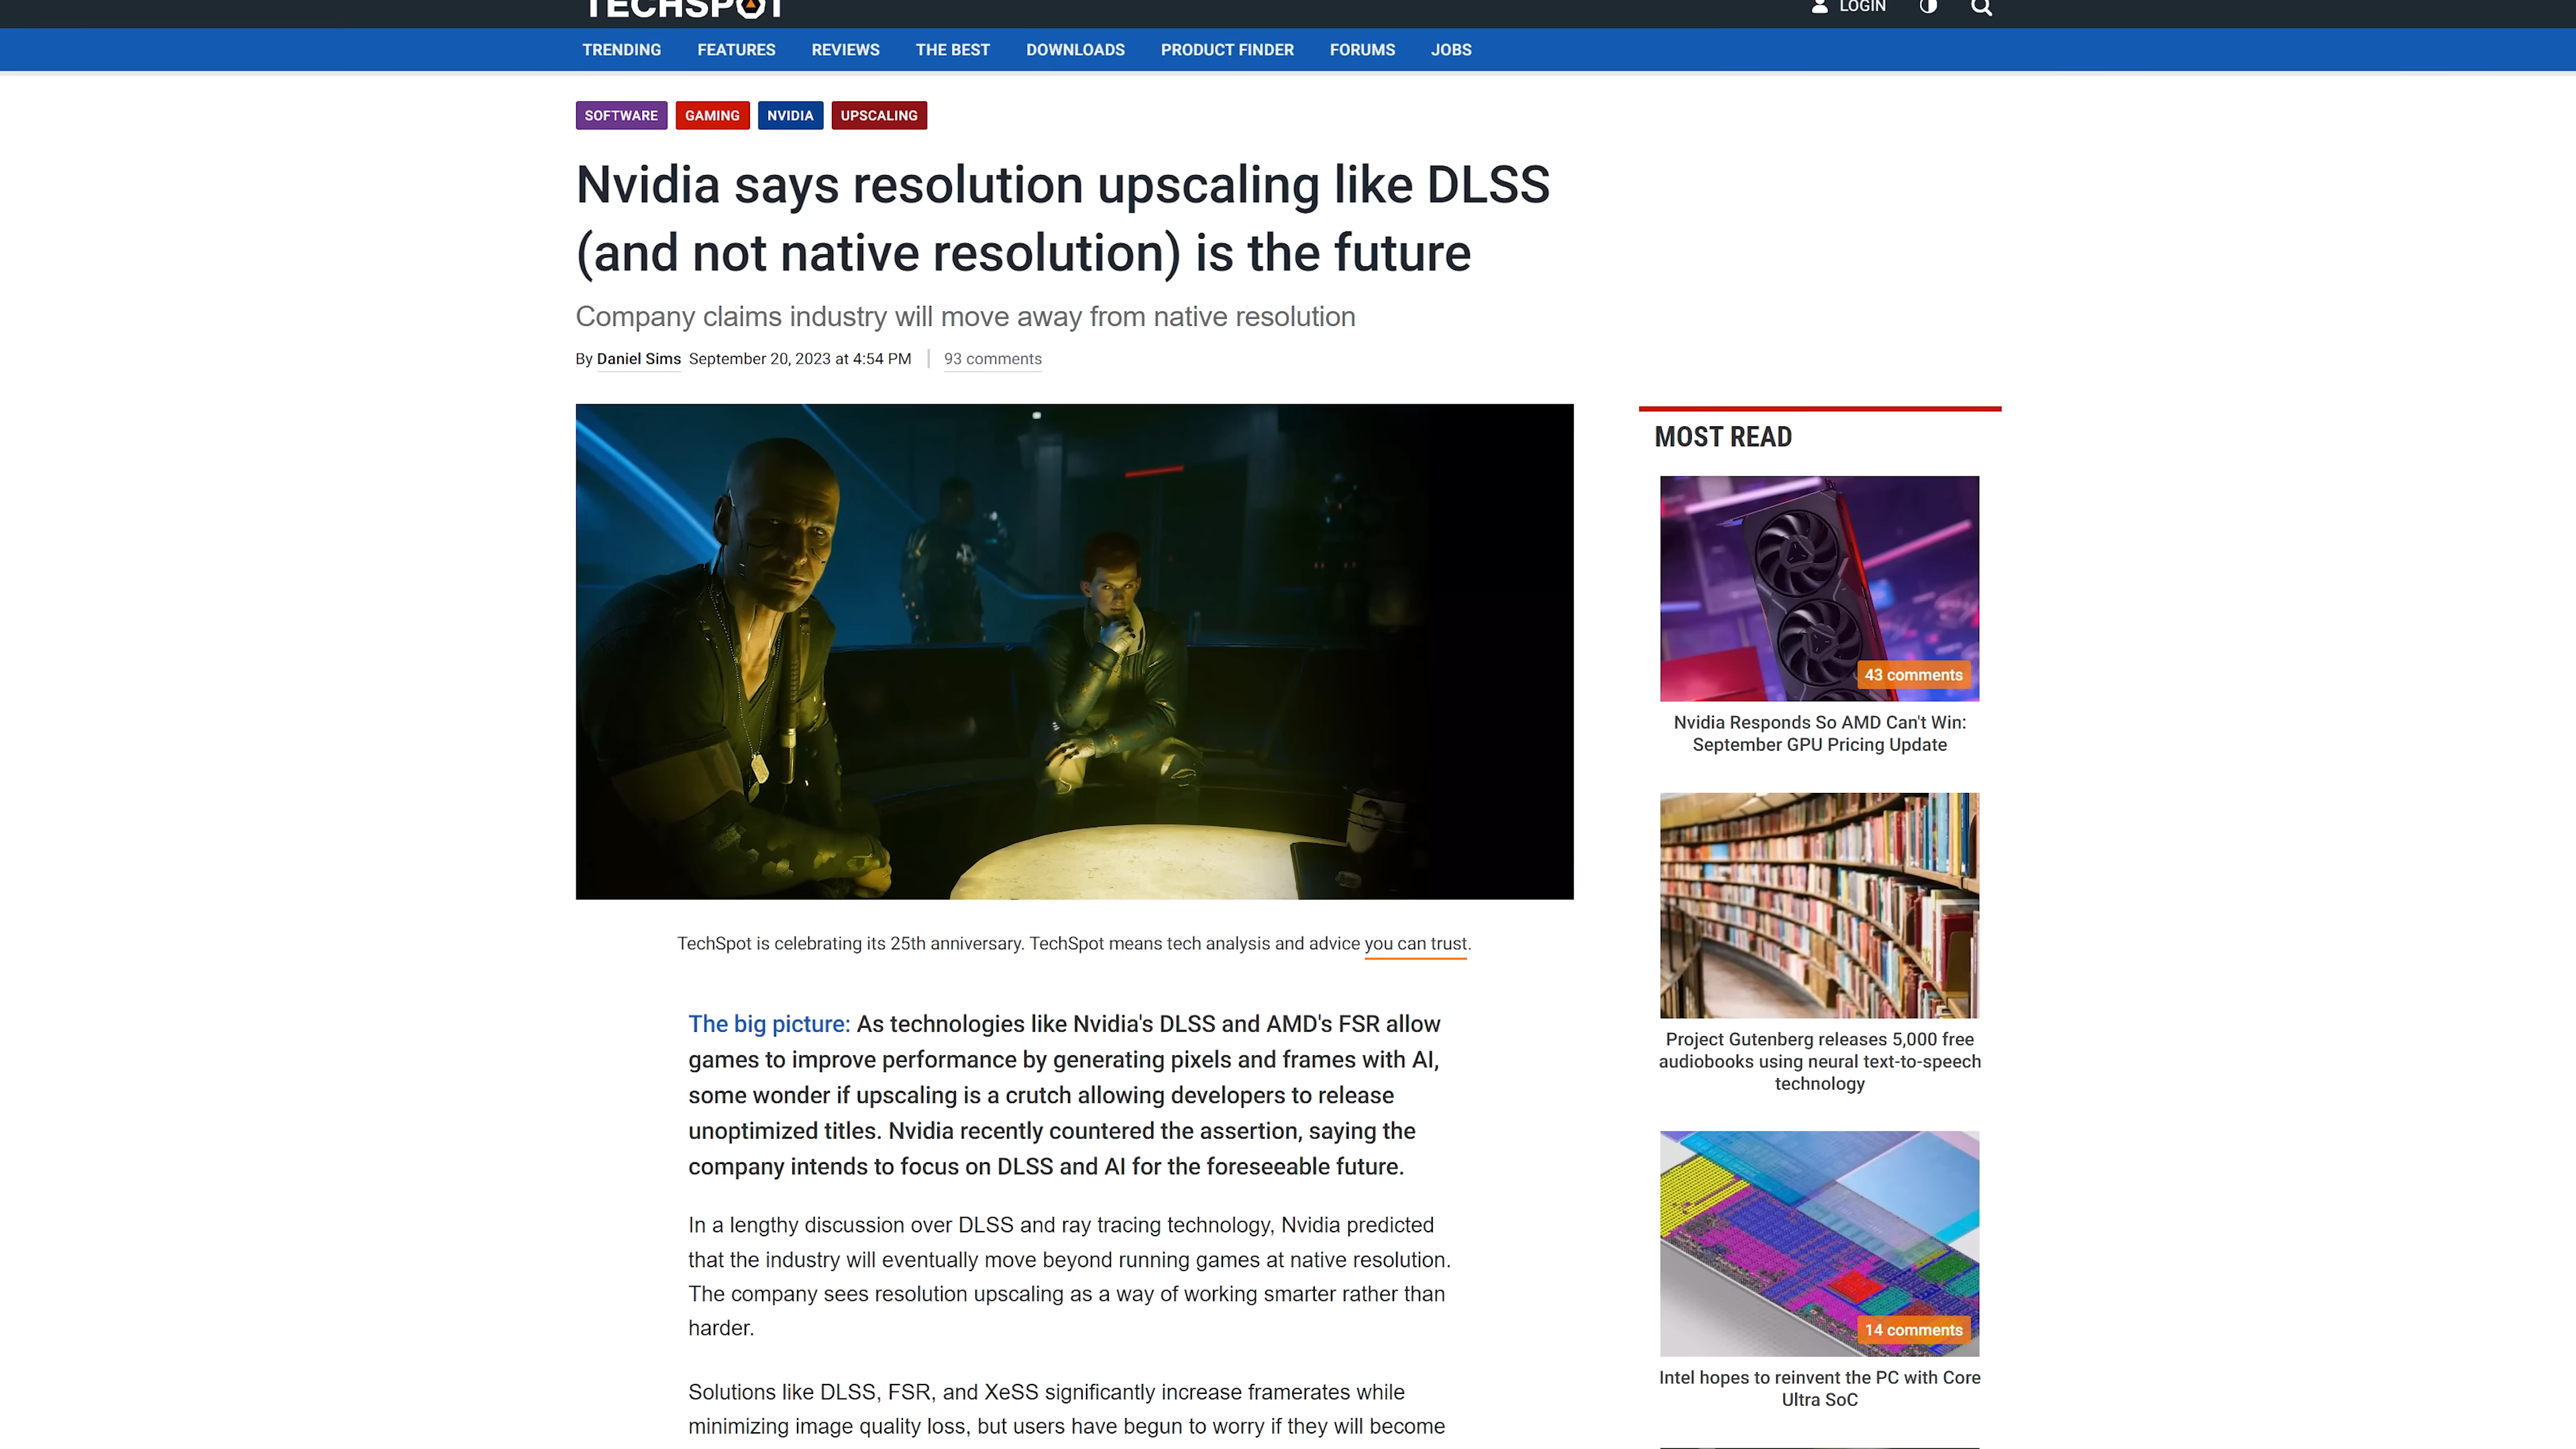 TECHSPOT
LOGIN
TRENDING FEATURES REVIEWS THE BEST DOWNLOADS PRODUCT FINDER FORUMS JOBS
SOFTWARE GAMING NVIDIA UPSCALING
Nvidia says resolution upscaling like DLSS
(and not native resolution) is the future
Company claims industry will move away from native resolution
By Daniel Sims September 20, 2023 at 4:54 PM 93 comments
TechSpot is celebrating its 25th anniversary. TechSpot means tech analysis and advice you can trust.
The big picture: As technologies like Nvidia's DLSS and AMD's FSR allow
games to improve performance by generating pixels and frames with AI,
some wonder if upscaling is a crutch allowing developers to release
unoptimized titles. Nvidia recently countered the assertion, saying the
company intends to focus on DLSS and AI for the foreseeable future.
In a lengthy discussion over DLSS and ray tracing technology, Nvidia predicted
that the industry will eventually move beyond running games at native resolution.
The company sees resolution upscaling as a way of working smarter rather than
harder.
Solutions like DLSS, FSR, and XeSS significantly increase framerates while
minimizing image quality loss, but users have begun to worry if they will become
MOST READ
43 comments
Nvidia Responds So AMD Can't Win:
September GPU Pricing Update
Project Gutenberg releases 5,000 free
audiobooks using neural text-to-speech
technology
14 comments
Intel hopes to reinvent the PC with Core
Ultra SoC